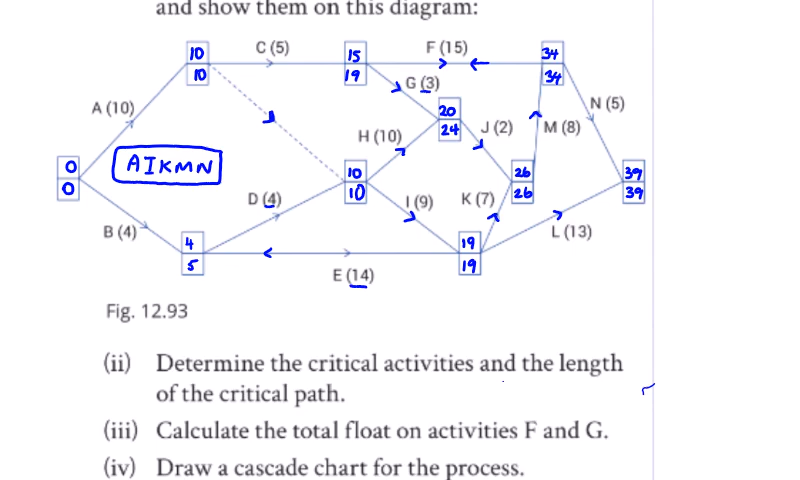 and show them on this diagram:
10
10
C (5)
15
19
F (15)
34
34
G (3)
A (10)
20
24
N (5)
H (10)
J (2)
M (8)
AIKMN
0
0
10
10
26
26
39
39
D (4)
I (9)
K (7)
B (4)
4
5
19
19
L (13)
E (14)
Fig. 12.93
(ii) Determine the critical activities and the length
of the critical path.
(iii) Calculate the total float on activities F and G.
(iv) Draw a cascade chart for the process.